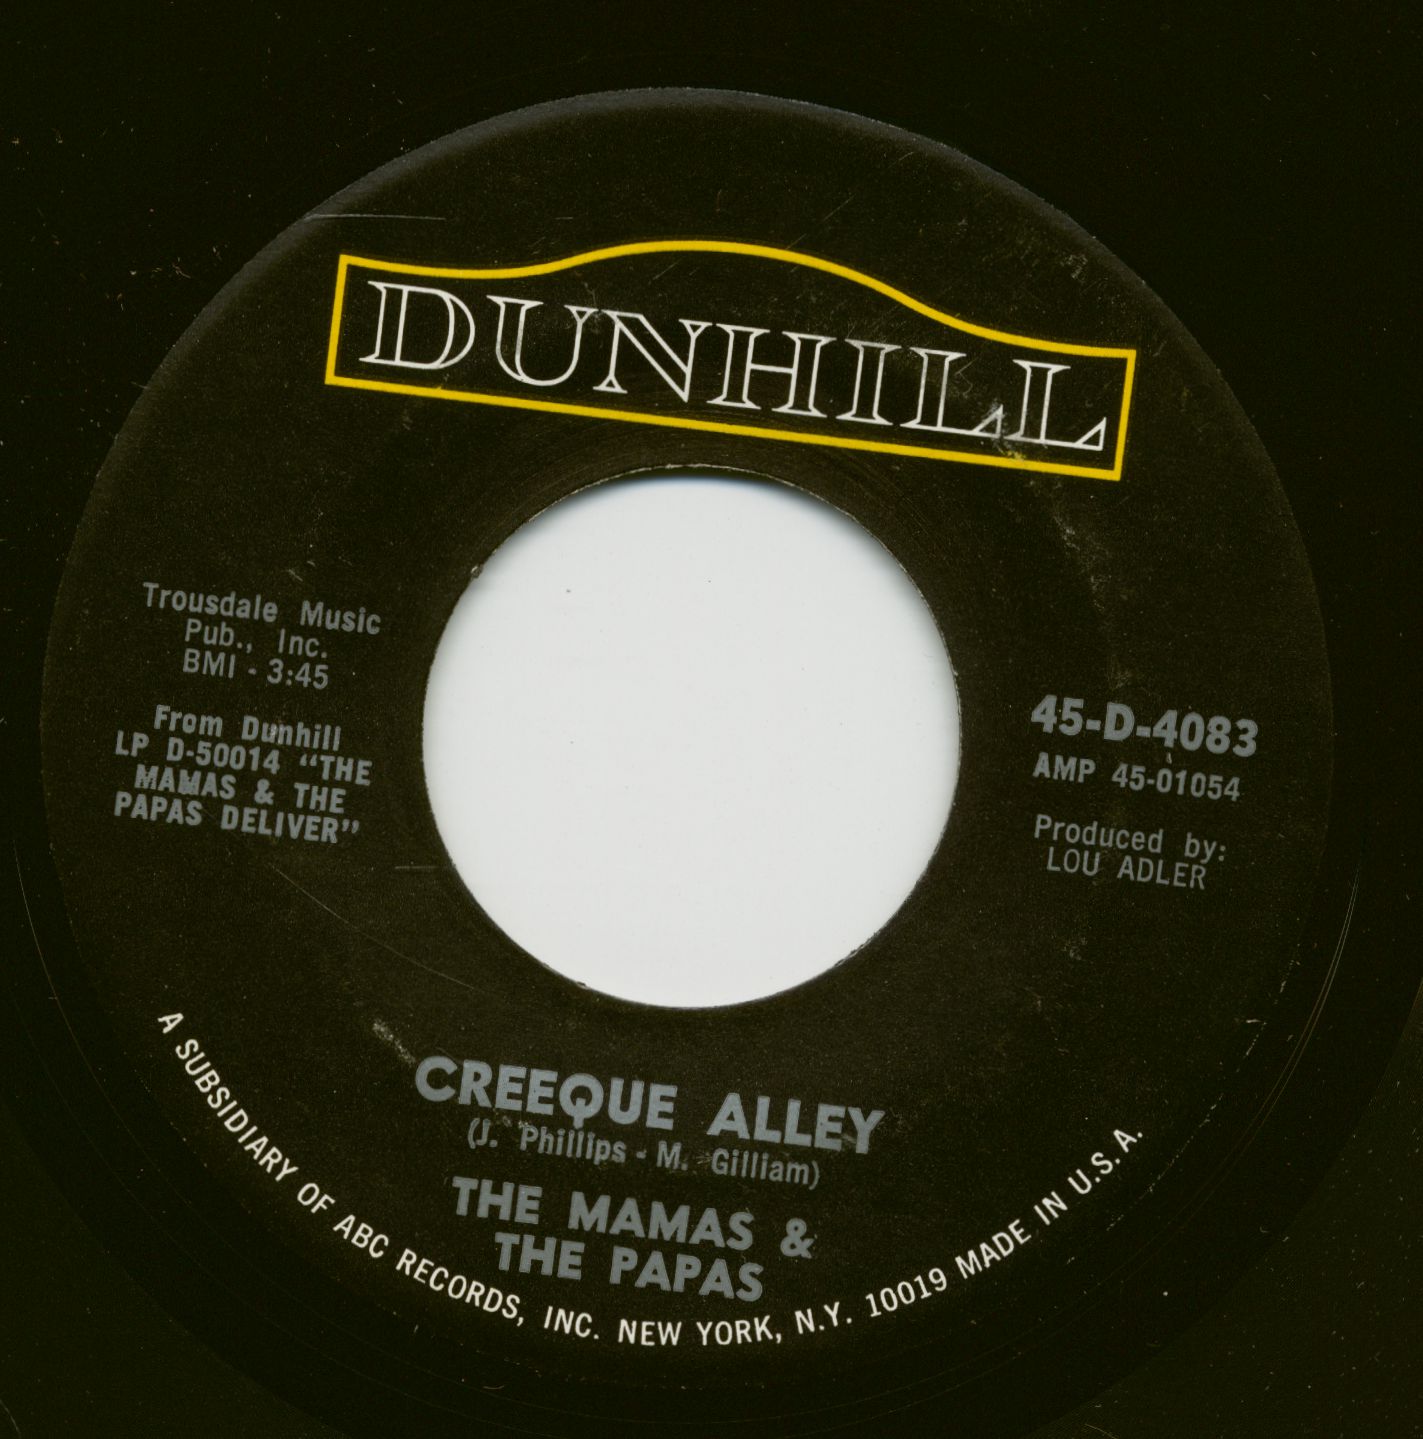 DUNHILL
Trousdale Music
Pub., Inc.
BMI - 3:45
From Dunhill
LP D-50014 “THE
MAMAS & THE
PAPAS DELIVER”
45-D-4083
AMP 45-01054
Produced by:
LOU ADLER
CREEQUE ALLEY
(J. Phillips - M. Gilliam)
THE MAMAS &
THE PAPAS
A SUBSIDIARY OF ABC RECORDS, INC. NEW YORK, N.Y. 10019 MADE IN U.S.A.